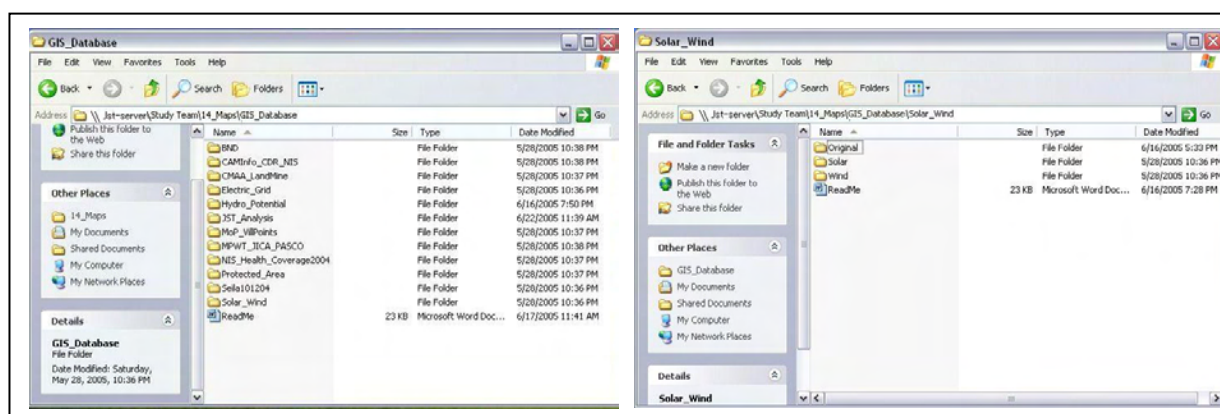 GIS_Database
File Edit View Favorites Tools Help
Back Search Folders
Address \\ Jst-server\Study Team\14_Maps\GIS_Database Go
Publish this folder to
the Web
Share this folder
Other Places
14_Maps
My Documents
Shared Documents
My Computer
My Network Places
Details
GIS_Database
File Folder
Date Modified: Saturday,
May 28, 2005, 10:36 PM
Name Size Type Date Modified
BND File Folder 5/28/2005 10:38 PM
CAMInfo_CDR_NIS File Folder 5/28/2005 10:38 PM
CMAA_LandMine File Folder 5/28/2005 10:37 PM
Electric_Grid File Folder 5/28/2005 10:36 PM
Hydro_Potential File Folder 6/16/2005 7:50 PM
JST_Analysis File Folder 6/22/2005 11:39 AM
MoP_VillPoints File Folder 5/28/2005 10:37 PM
MPWT_JICA_PASCO File Folder 5/28/2005 10:38 PM
NIS_Health_Coverage2004 File Folder 5/28/2005 10:37 PM
Protected_Area File Folder 5/28/2005 10:37 PM
Seila101204 File Folder 5/28/2005 10:36 PM
Solar_Wind File Folder 5/28/2005 10:36 PM
ReadMe 23 KB Microsoft Word Doc... 6/17/2005 11:41 AM
Solar_Wind
File Edit View Favorites Tools Help
Back Search Folders
Address \\ Jst-server\Study Team\14_Maps\GIS_Database\Solar_Wind Go
File and Folder Tasks
Make a new folder
Publish this folder to
the Web
Share this folder
Other Places
GIS_Database
My Documents
Shared Documents
My Computer
My Network Places
Details
Solar_Wind
Name Size Type Date Modified
Original File Folder 6/16/2005 5:33 PM
Solar File Folder 5/28/2005 10:36 PM
Wind File Folder 5/28/2005 10:36 PM
ReadMe 23 KB Microsoft Word Doc... 6/16/2005 7:28 PM